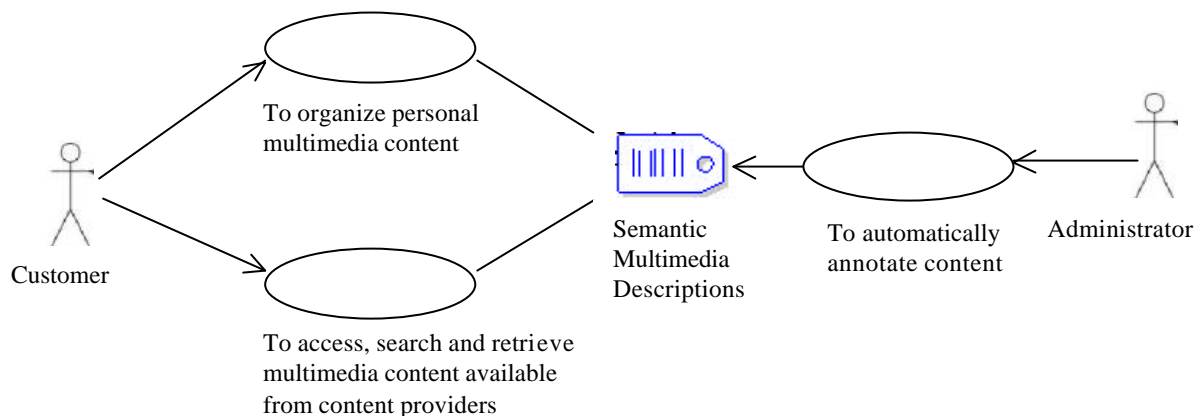 To organize personal
multimedia content
Customer
To access, search and retrieve
multimedia content available
from content providers
Semantic
Multimedia
Descriptions
To automatically
annotate content
Administrator